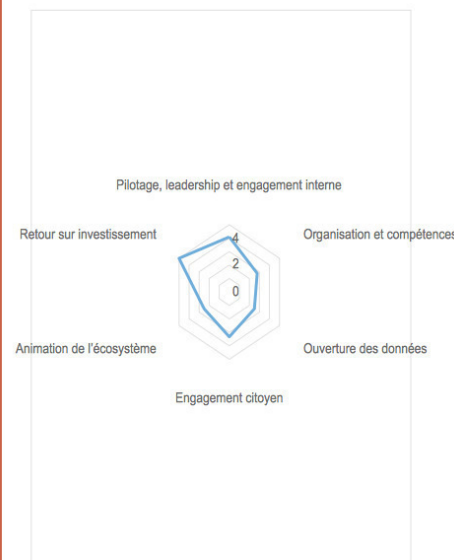 Pilotage, leadership et engagement interne
Retour sur investissement
Organisation et compétences
4
2
0
Animation de l'écosystème
Ouverture des données
Engagement citoyen